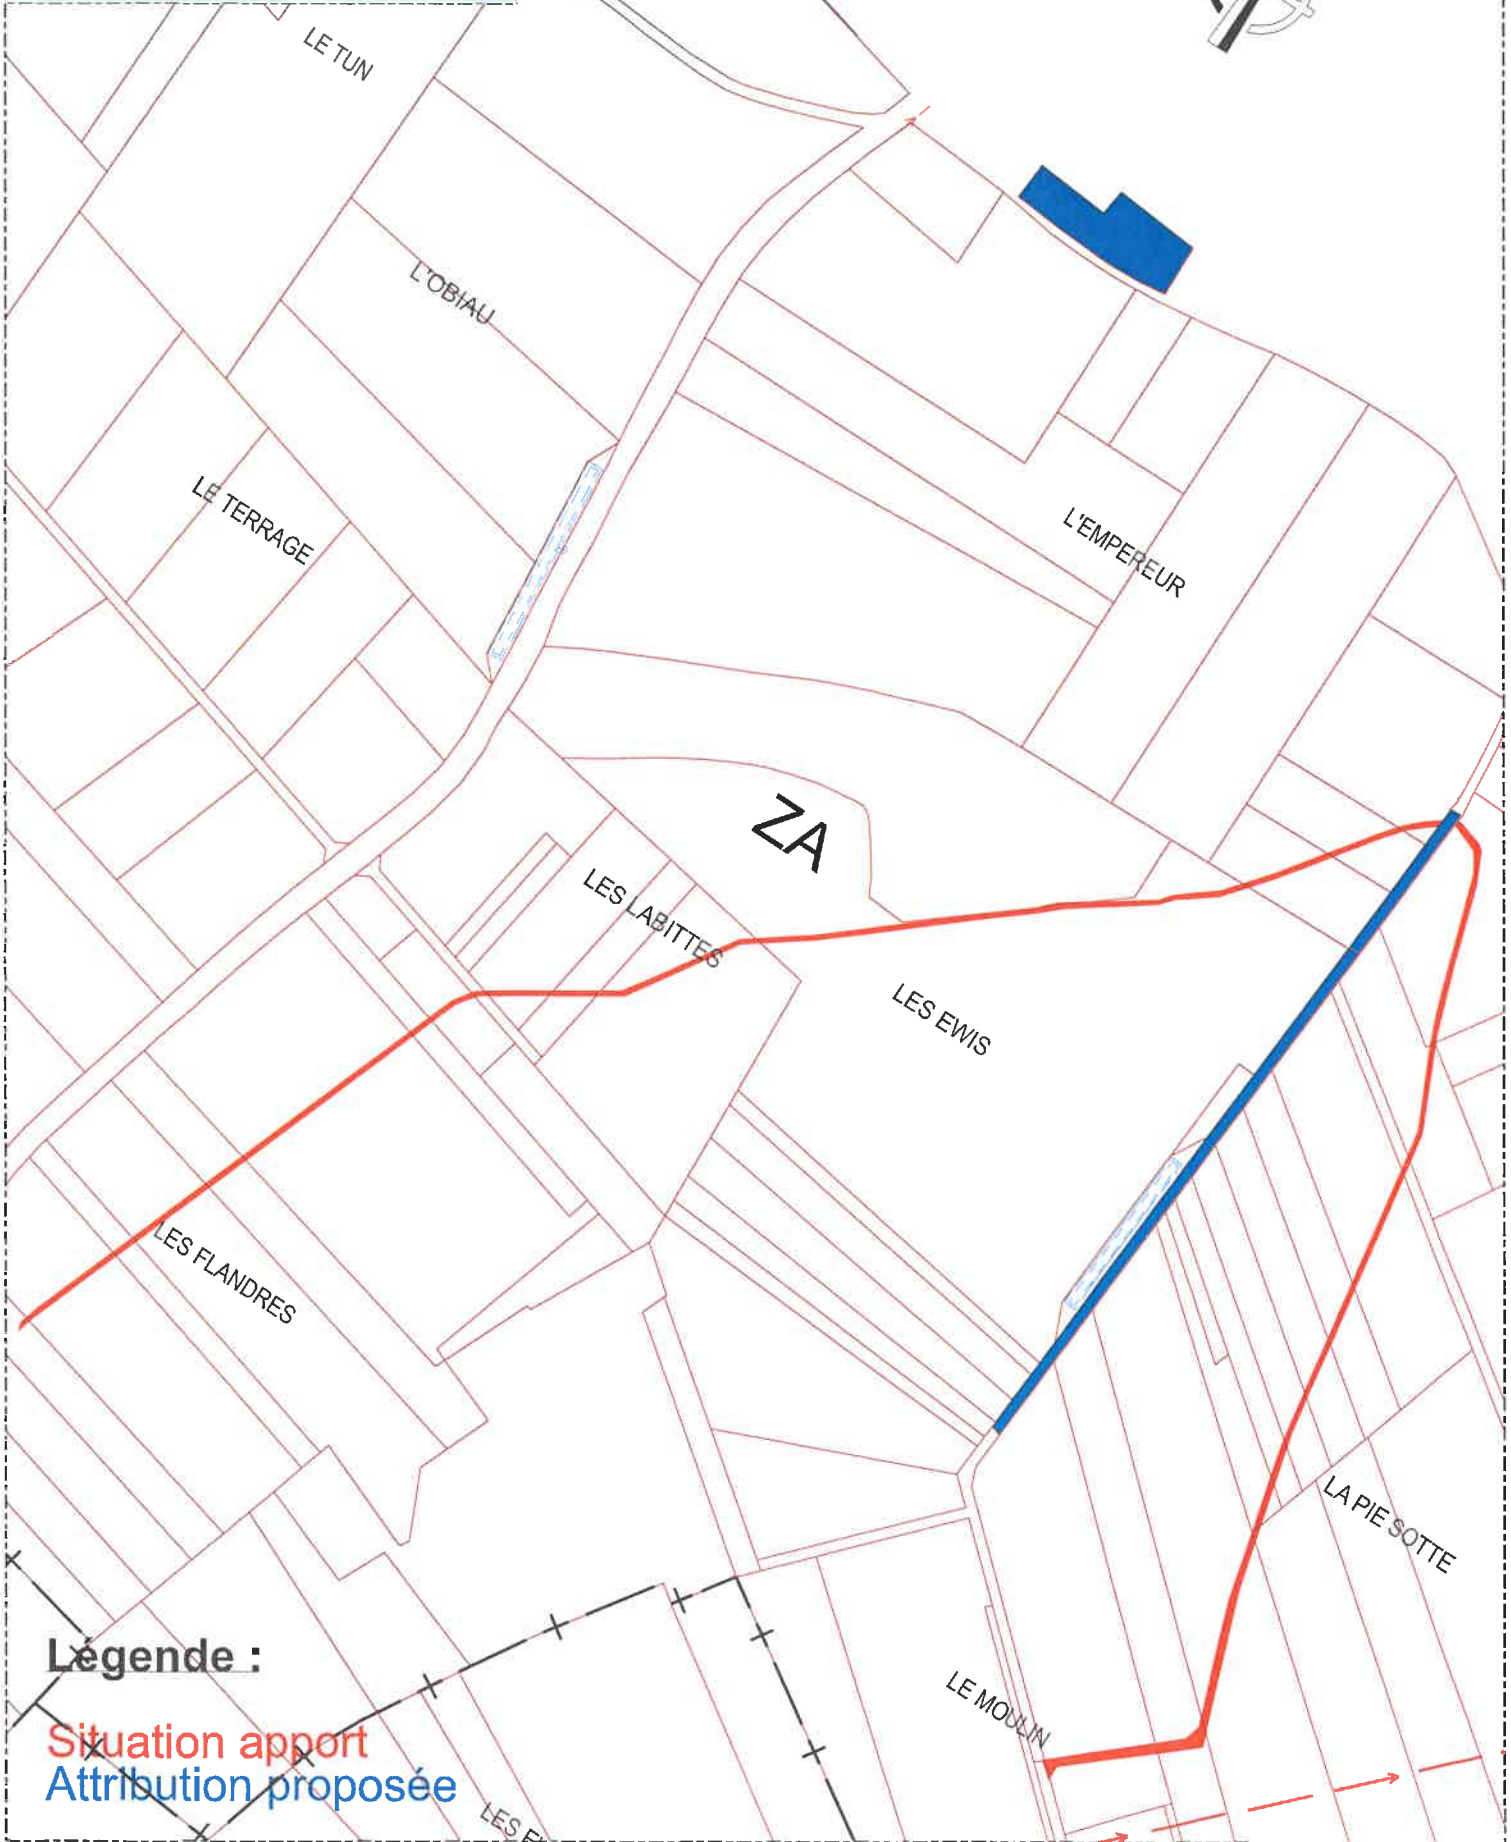 LE TUN
L'OBIAU
LE TERRAGE
L'EMPEREUR
ZA
LES LABITTES
LES EWIS
LES FLANDRES
LA PIE SOTTE
LE MOULIN
Légende :
Situation apport
Attribution proposée
LES